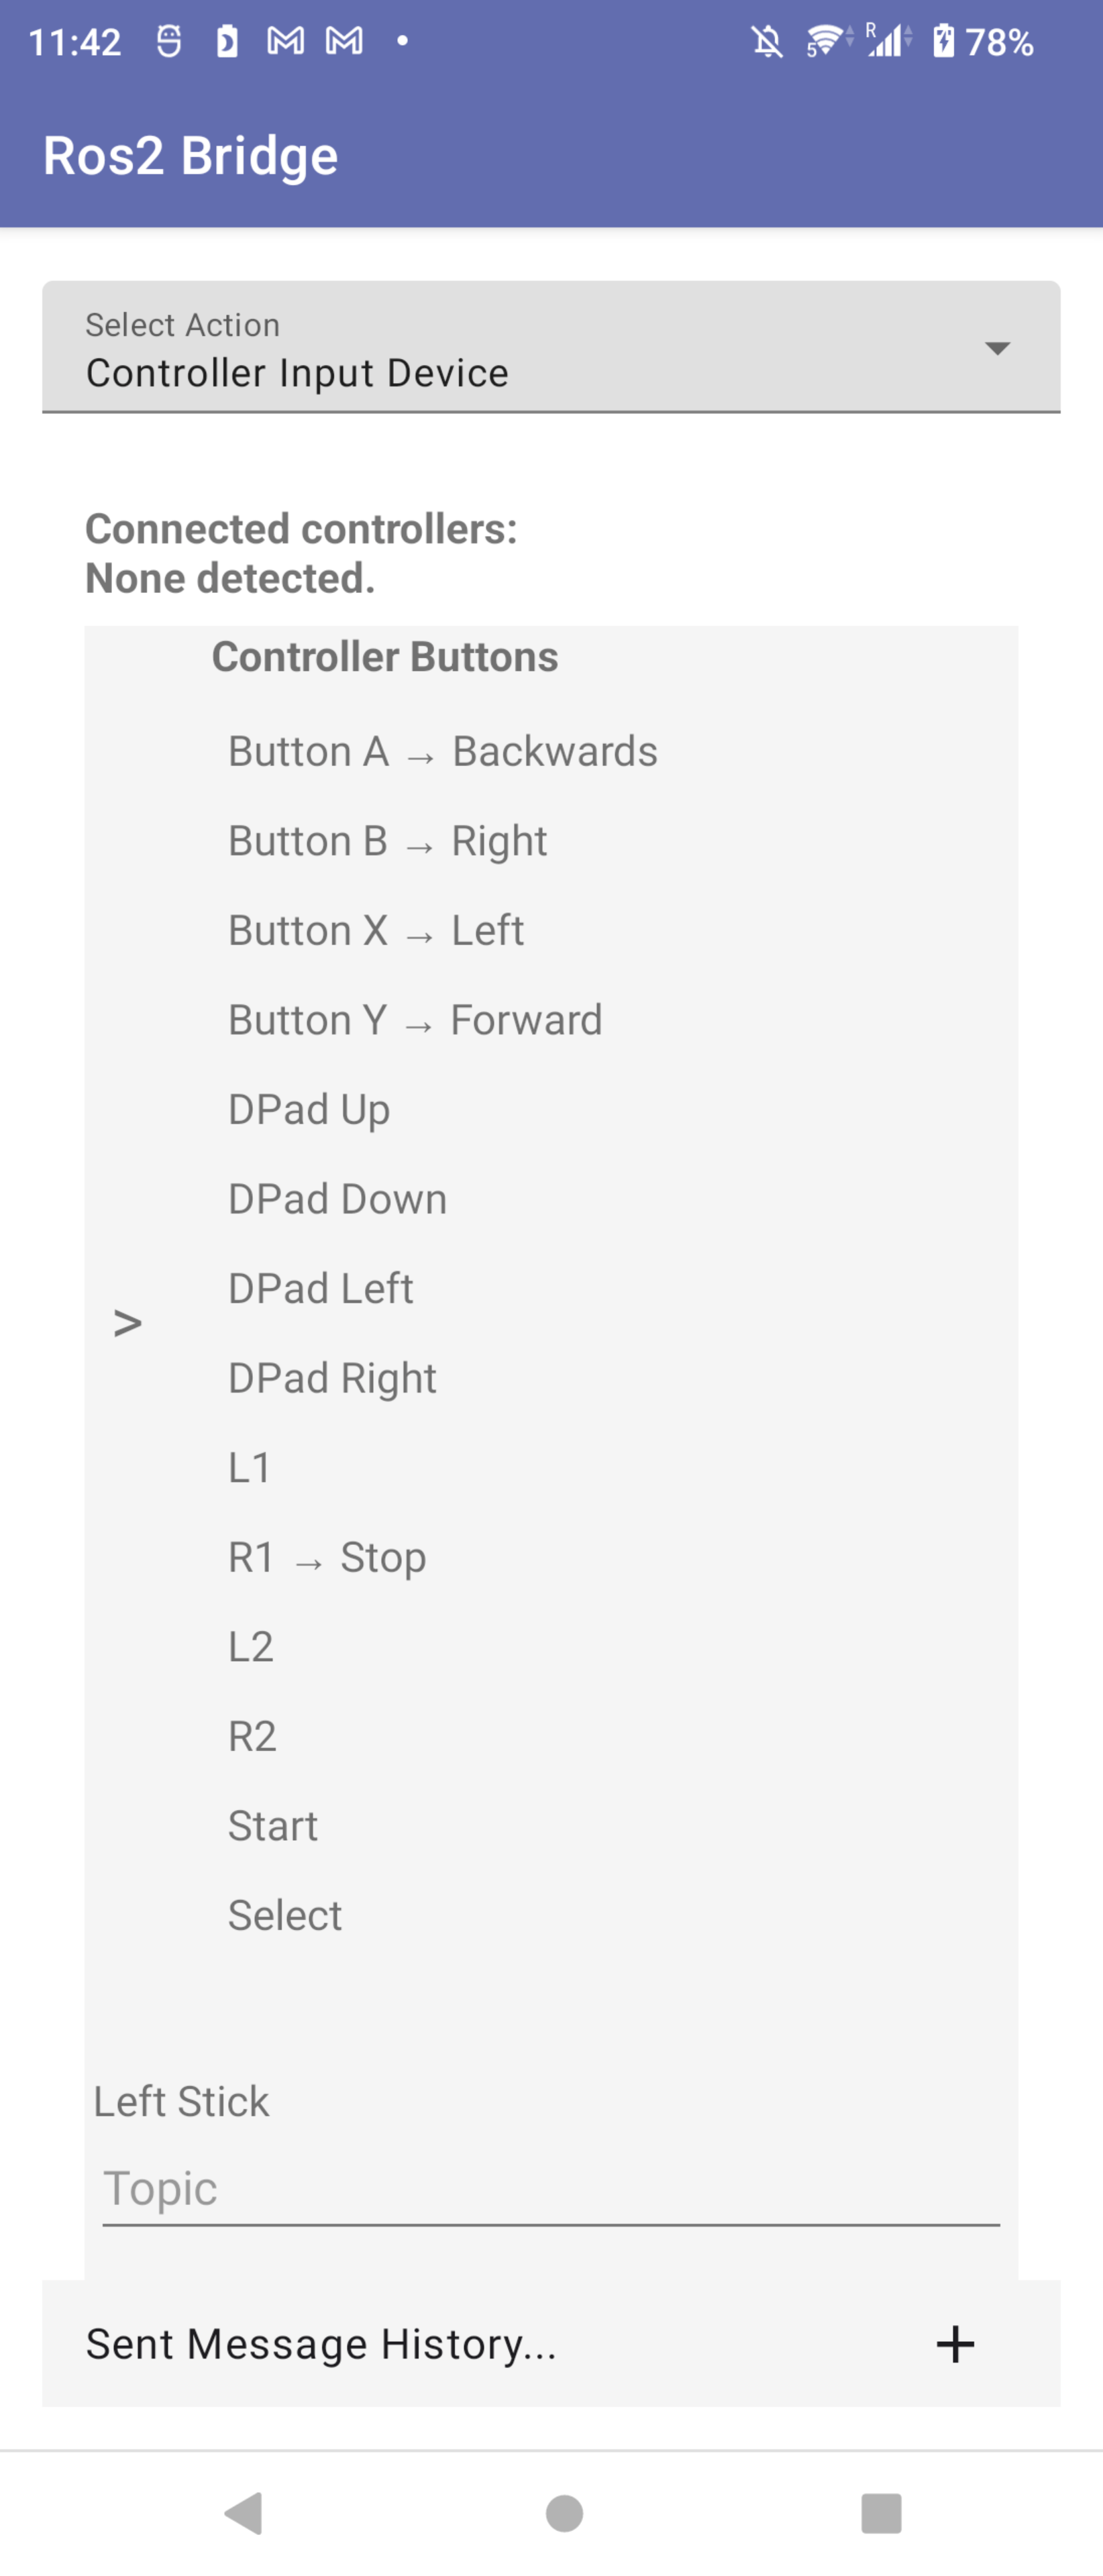 11:42
R
5
78%
Ros2 Bridge
Select Action
Controller Input Device
Connected controllers:
None detected.
Controller Buttons
Button A → Backwards
Button B → Right
Button X → Left
Button Y → Forward
DPad Up
DPad Down
DPad Left
>
DPad Right
L1
R1 → Stop
L2
R2
Start
Select
Left Stick
Topic
Sent Message History...
+